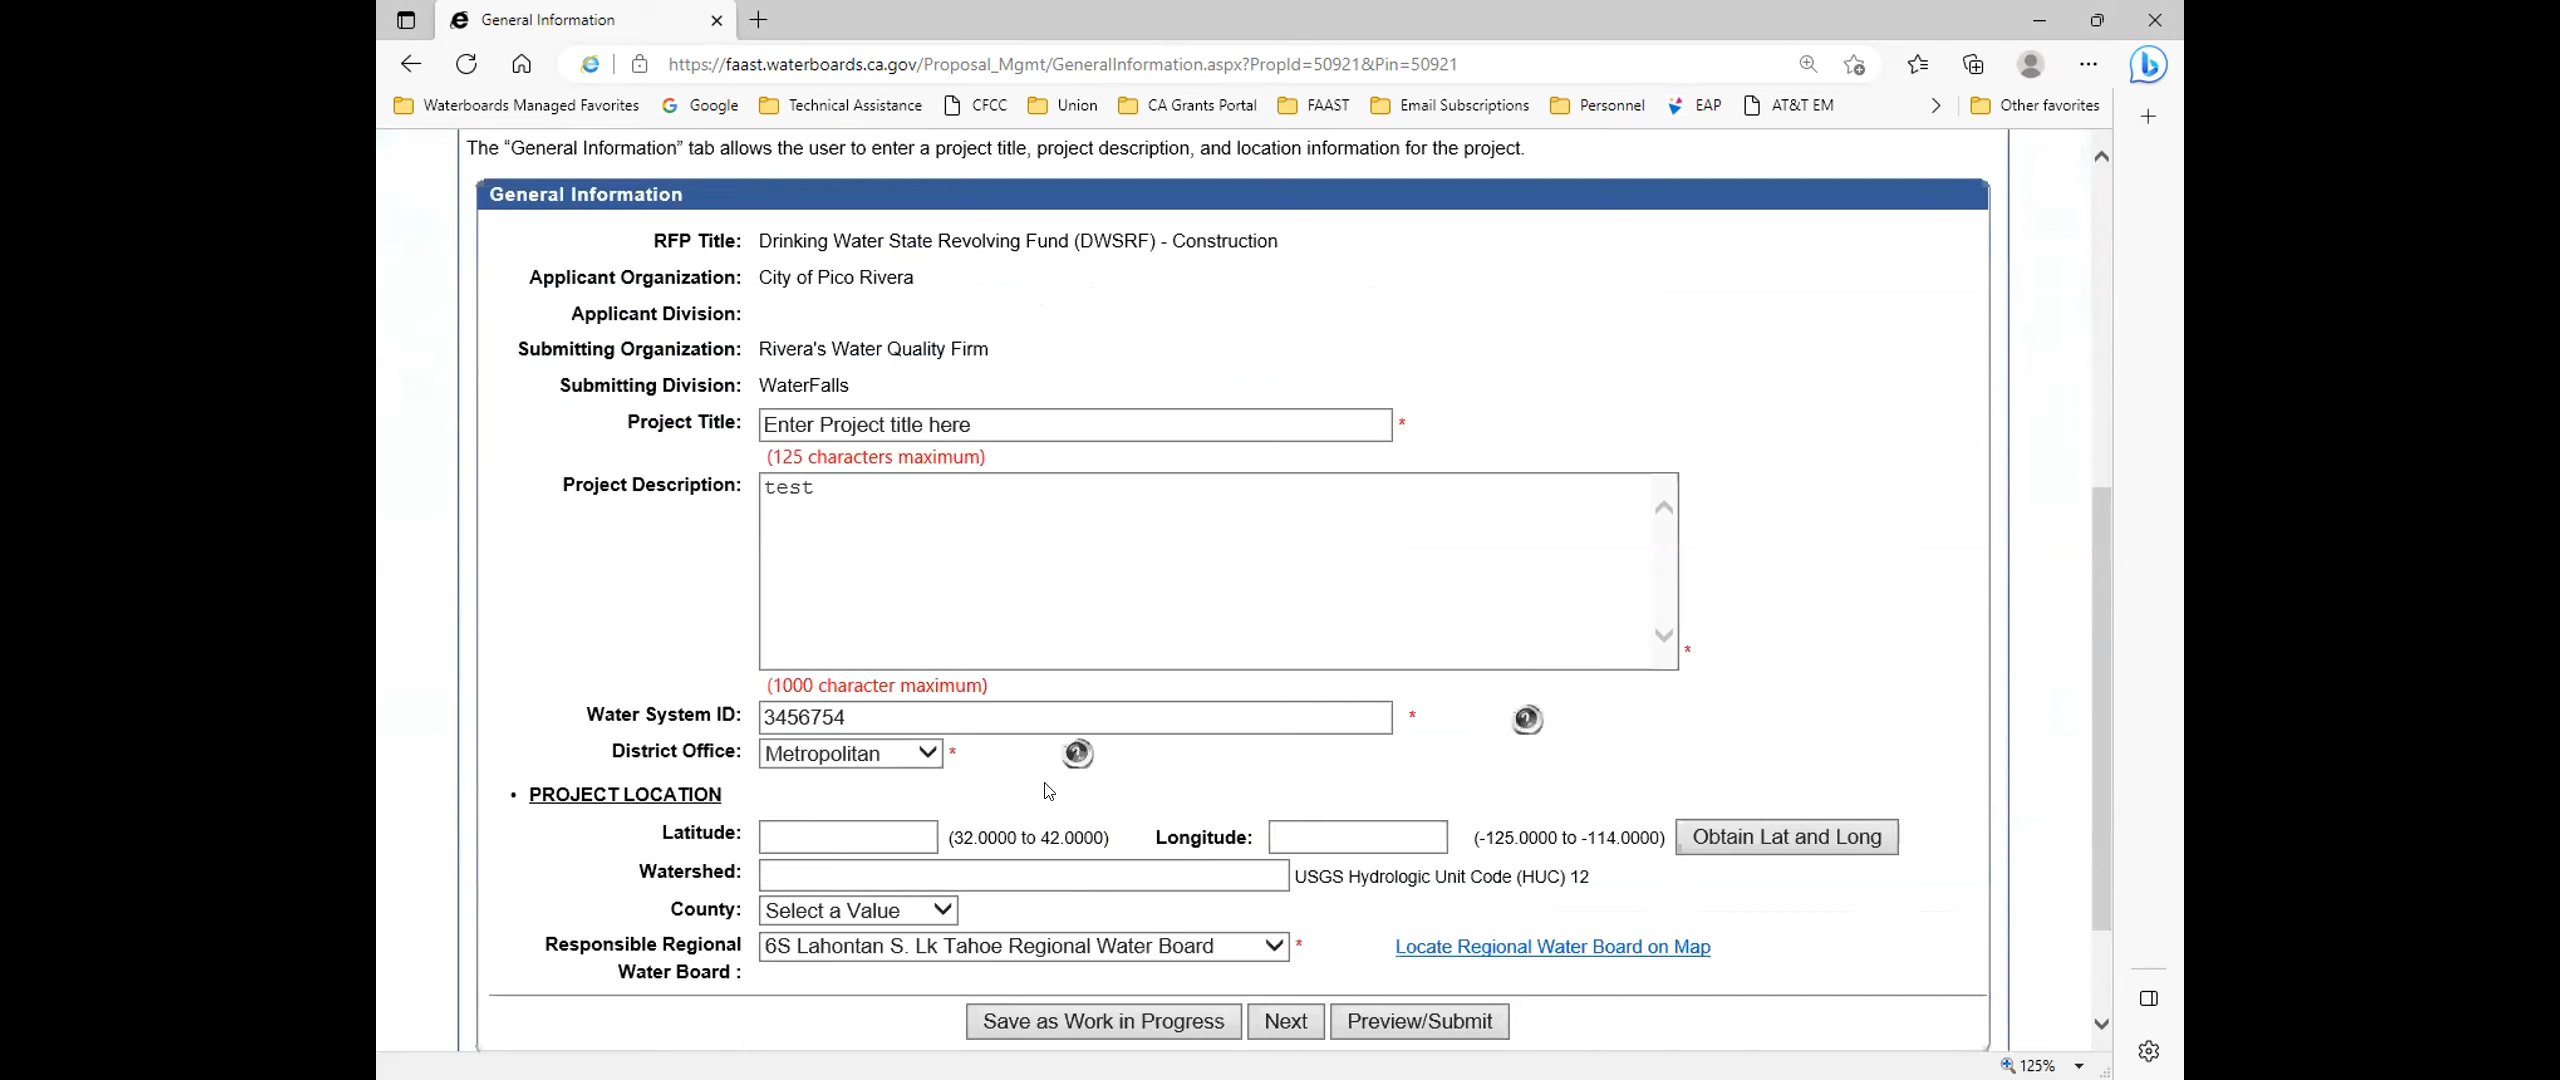 General Information
https://faast.waterboards.ca.gov/Proposal_Mgmt/GeneralInformation.aspx?PropId=50921&Pin=50921
Waterboards Managed Favorites Google Technical Assistance CFCC Union CA Grants Portal FAAST Email Subscriptions Personnel EAP AT&T EM Other favorites
The “General Information” tab allows the user to enter a project title, project description, and location information for the project.
General Information
RFP Title: Drinking Water State Revolving Fund (DWSRF) - Construction
Applicant Organization: City of Pico Rivera
Applicant Division:
Submitting Organization: Rivera's Water Quality Firm
Submitting Division: WaterFalls
Project Title: Enter Project title here *
(125 characters maximum)
Project Description: test
*
(1000 character maximum)
Water System ID: 3456754 * ?
District Office: Metropolitan * ?
• PROJECT LOCATION
Latitude: (32.0000 to 42.0000) Longitude: (-125.0000 to -114.0000) Obtain Lat and Long
Watershed: USGS Hydrologic Unit Code (HUC) 12
County: Select a Value
Responsible Regional 6S Lahontan S. Lk Tahoe Regional Water Board * Locate Regional Water Board on Map
Water Board :
Save as Work in Progress Next Preview/Submit
125%